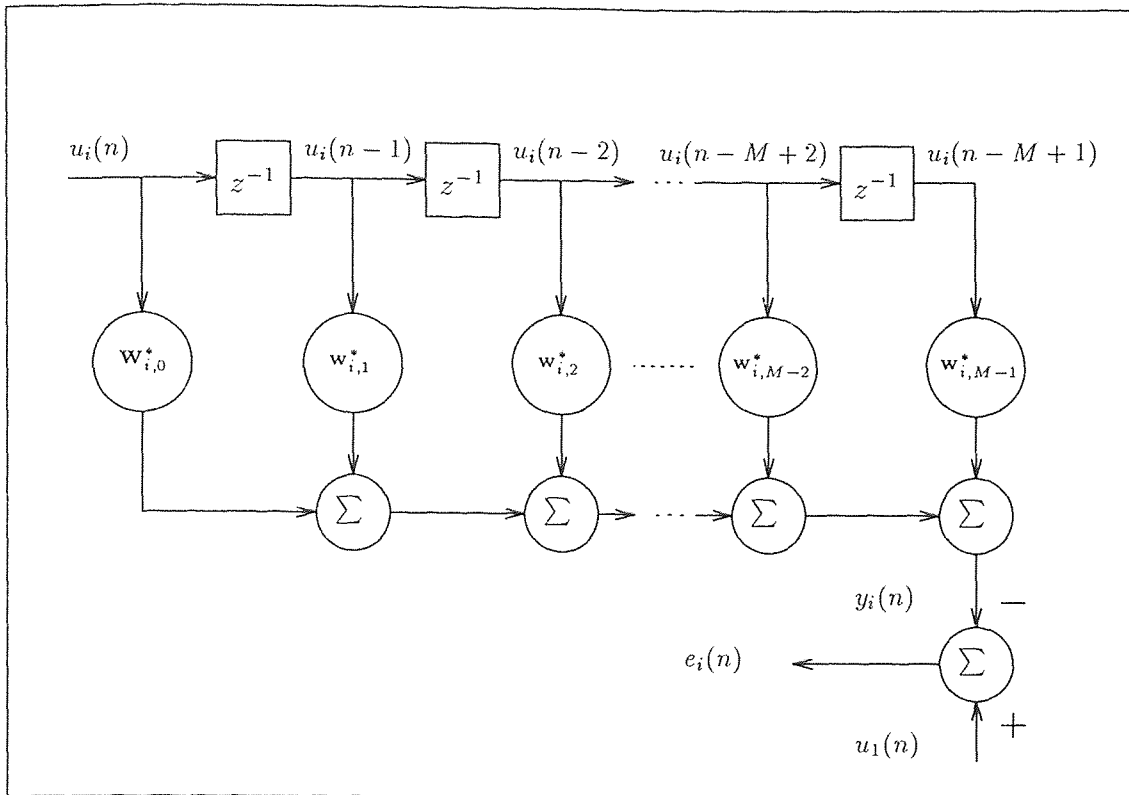 u_i(n) u_i(n − 1) u_i(n − 2) u_i(n − M + 2) u_i(n − M + 1)
z^{−1} z^{−1} ... z^{−1}
w*_{i,0} w*_{i,1} w*_{i,2} ...... w*_{i,M−2} w*_{i,M−1}
Σ Σ ... Σ Σ
y_i(n) −
e_i(n) Σ
u_1(n) +